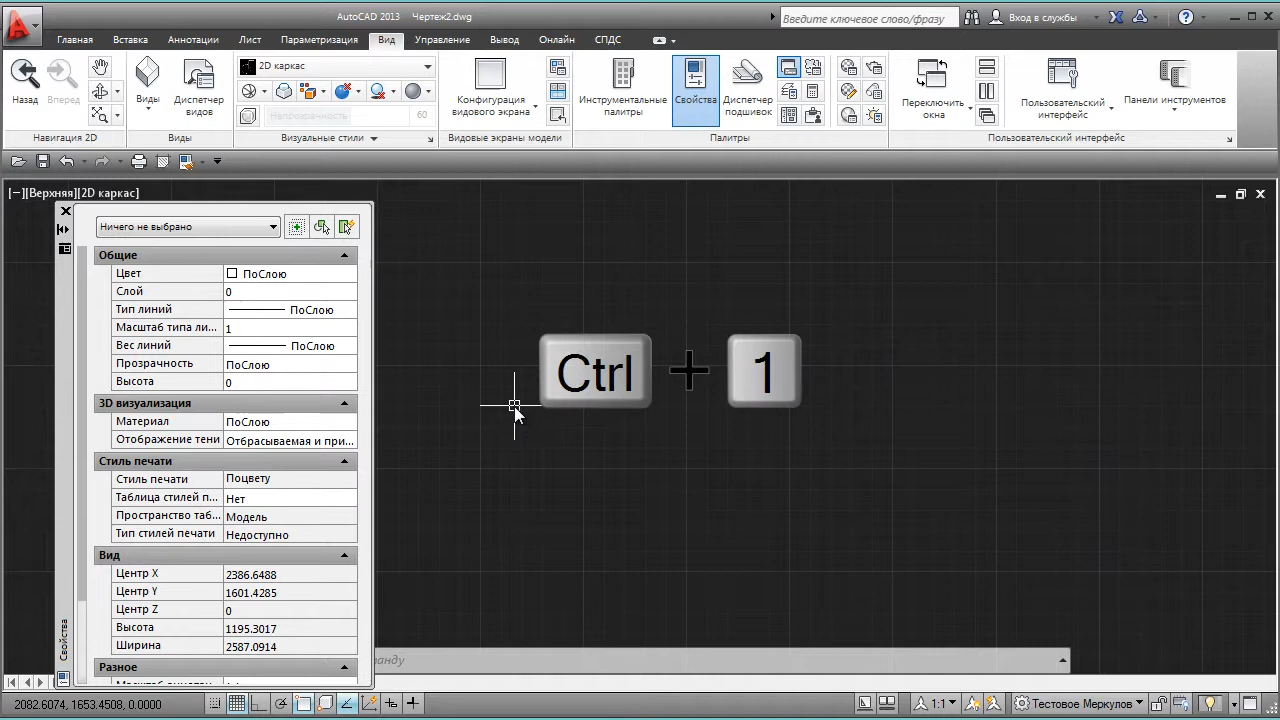 AutoCAD 2013 Чертеж2.dwg
Введите ключевое слово/фразу
Вход в службы
Главная Вставка Аннотации Лист Параметризация Вид Управление Вывод Онлайн СПДС
Назад Вперед
Виды
Диспетчер видов
2D каркас
Непрозрачность 60
Конфигурация видового экрана
Инструментальные палитры
Свойства
Диспетчер подшивок
Переключить окна
Пользовательский интерфейс
Панели инструментов
Навигация 2D Виды Визуальные стили Видовые экраны модели Палитры Пользовательский интерфейс
[−][Верхняя][2D каркас]
Ничего не выбрано
Общие
Цвет ПоСлою
Слой 0
Тип линий ПоСлою
Масштаб типа ли... 1
Вес линий ПоСлою
Прозрачность ПоСлою
Высота 0
3D визуализация
Материал ПоСлою
Отображение тени Отбрасываемая и при...
Стиль печати
Стиль печати Поцвету
Таблица стилей п... Нет
Пространство таб... Модель
Тип стилей печати Недоступно
Вид
Центр X 2386.6488
Центр Y 1601.4285
Центр Z 0
Высота 1195.3017
Ширина 2587.0914
Разное
Свойства
Ctrl + 1
2082.6074, 1653.4508, 0.0000
1:1
Тестовое Меркулов